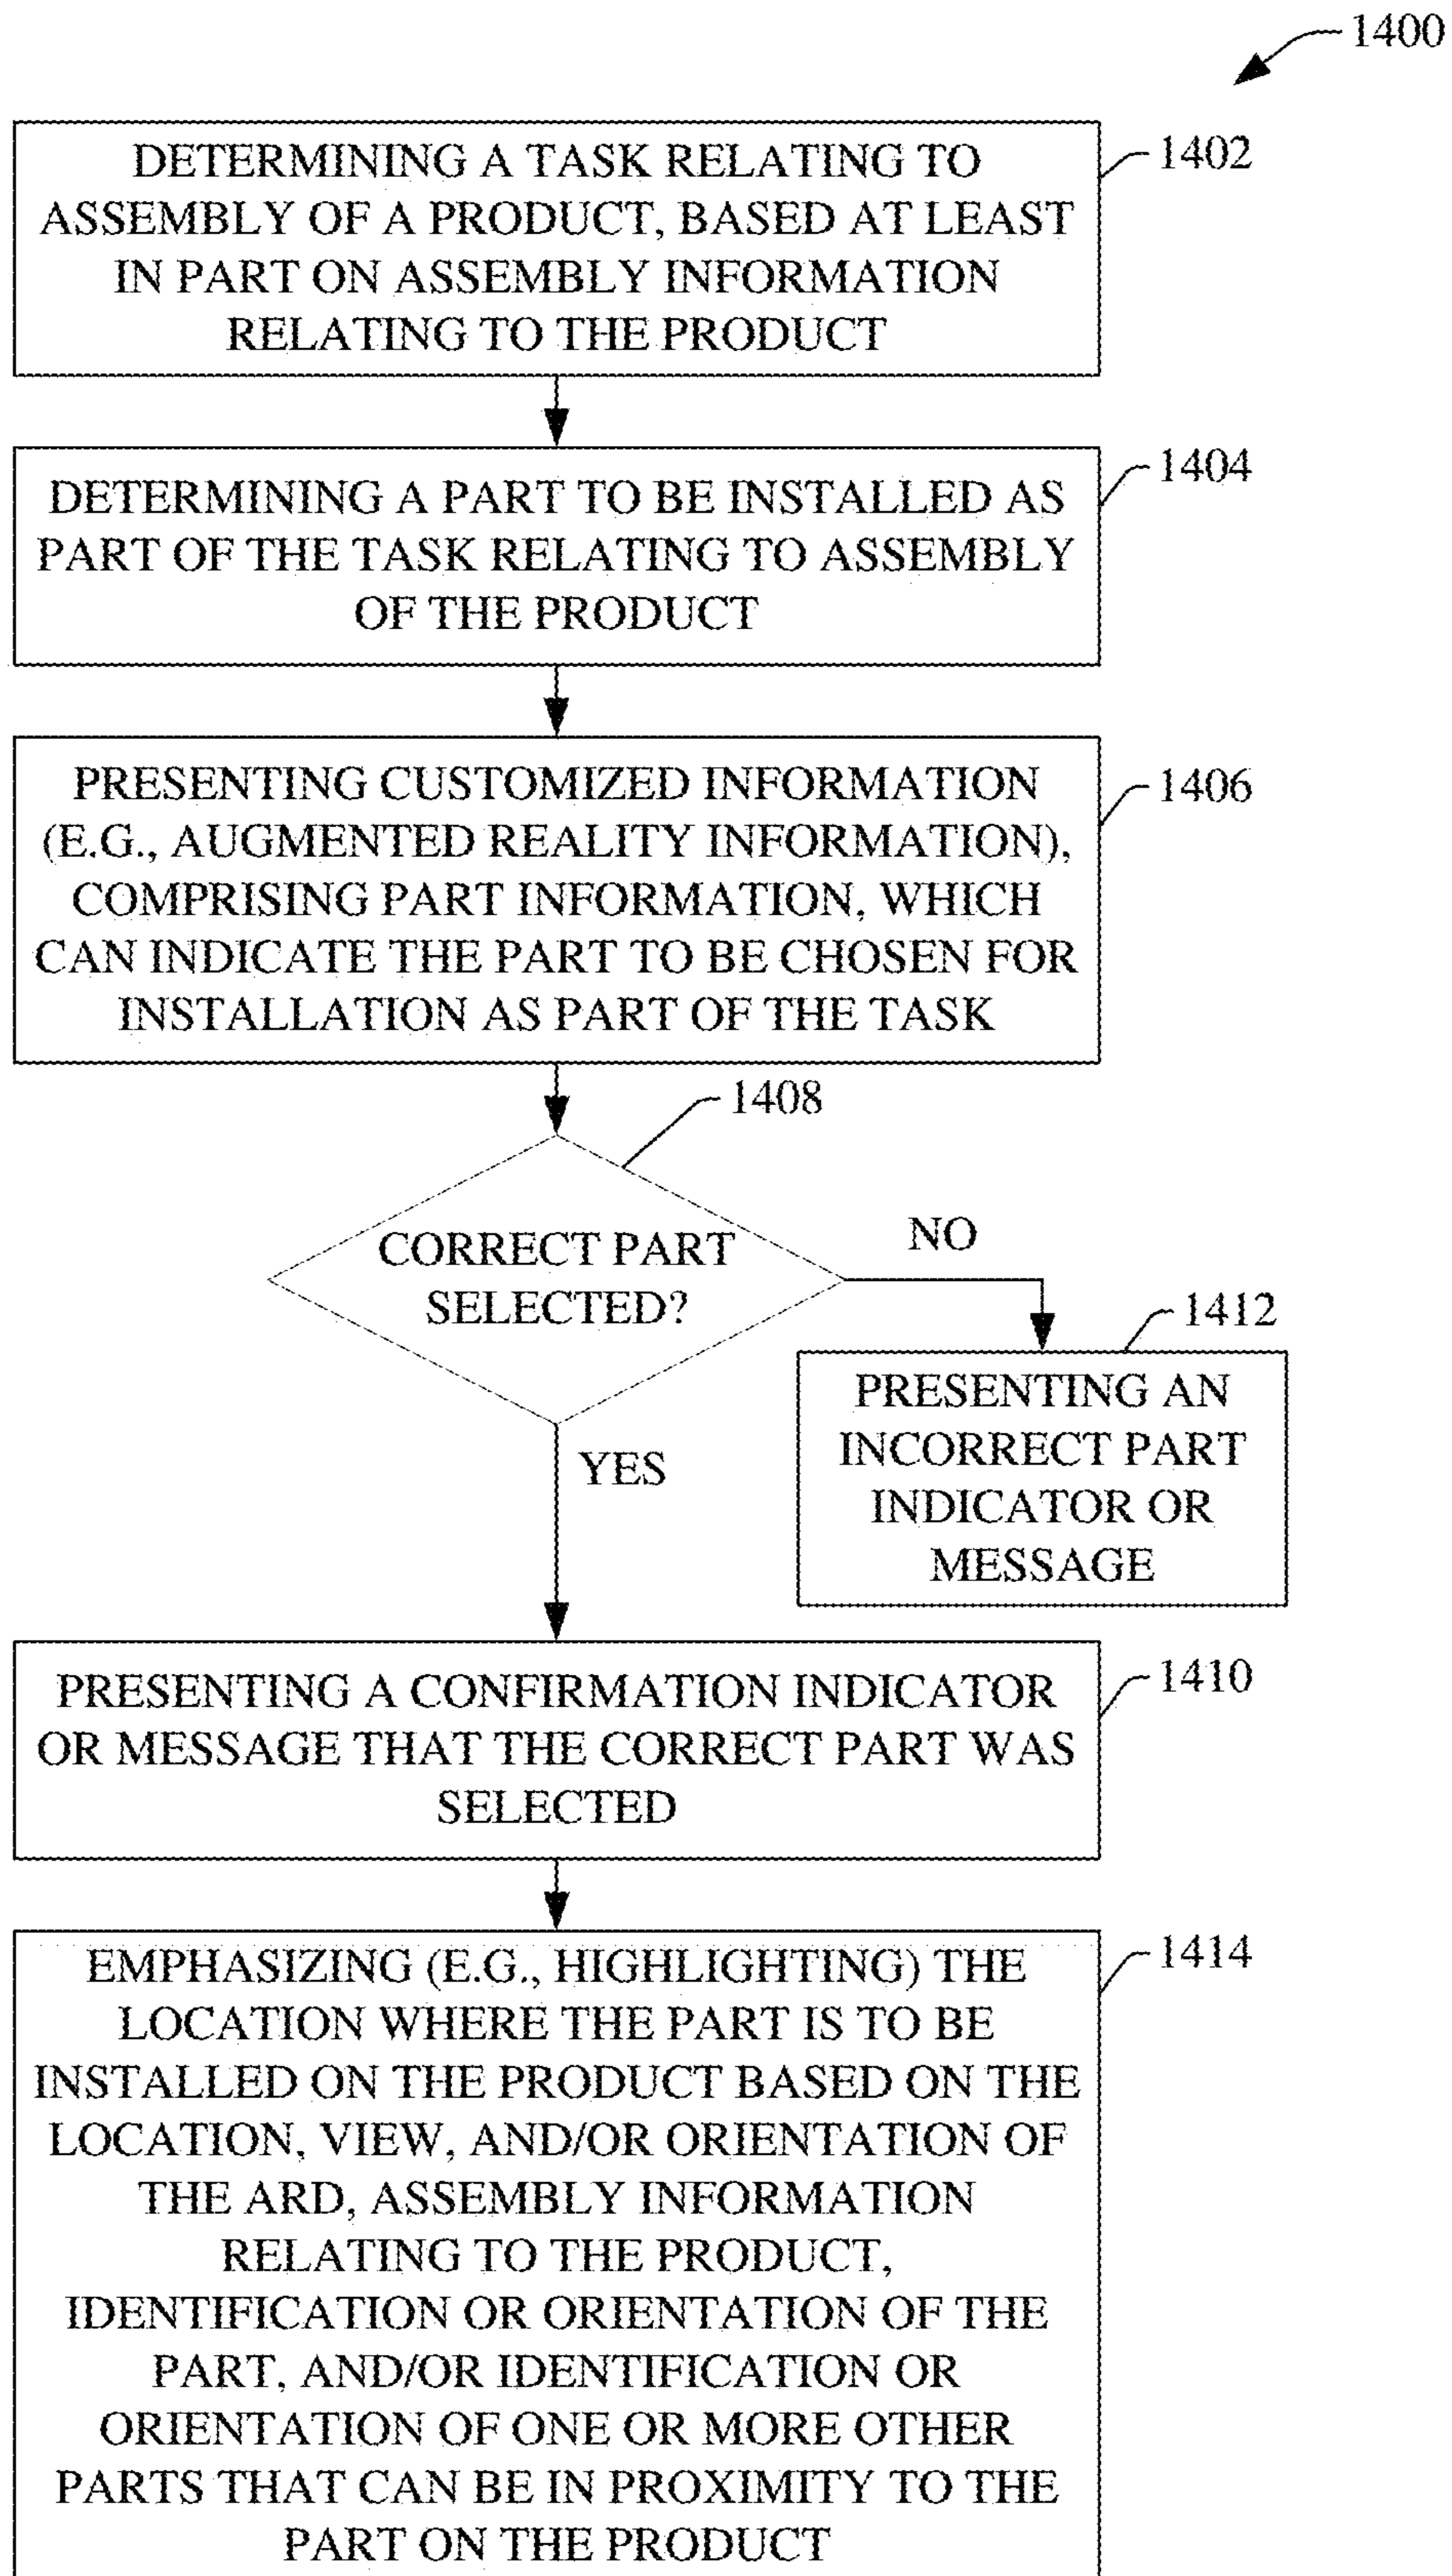 1400
DETERMINING A TASK RELATING TO
ASSEMBLY OF A PRODUCT, BASED AT LEAST
IN PART ON ASSEMBLY INFORMATION
RELATING TO THE PRODUCT
1402
DETERMINING A PART TO BE INSTALLED AS
PART OF THE TASK RELATING TO ASSEMBLY
OF THE PRODUCT
1404
PRESENTING CUSTOMIZED INFORMATION
(E.G., AUGMENTED REALITY INFORMATION),
COMPRISING PART INFORMATION, WHICH
CAN INDICATE THE PART TO BE CHOSEN FOR
INSTALLATION AS PART OF THE TASK
1406
1408
CORRECT PART
SELECTED?
NO
1412
PRESENTING AN
INCORRECT PART
INDICATOR OR
MESSAGE
YES
PRESENTING A CONFIRMATION INDICATOR
OR MESSAGE THAT THE CORRECT PART WAS
SELECTED
1410
EMPHASIZING (E.G., HIGHLIGHTING) THE
LOCATION WHERE THE PART IS TO BE
INSTALLED ON THE PRODUCT BASED ON THE
LOCATION, VIEW, AND/OR ORIENTATION OF
THE ARD, ASSEMBLY INFORMATION
RELATING TO THE PRODUCT,
IDENTIFICATION OR ORIENTATION OF THE
PART, AND/OR IDENTIFICATION OR
ORIENTATION OF ONE OR MORE OTHER
PARTS THAT CAN BE IN PROXIMITY TO THE
PART ON THE PRODUCT
1414